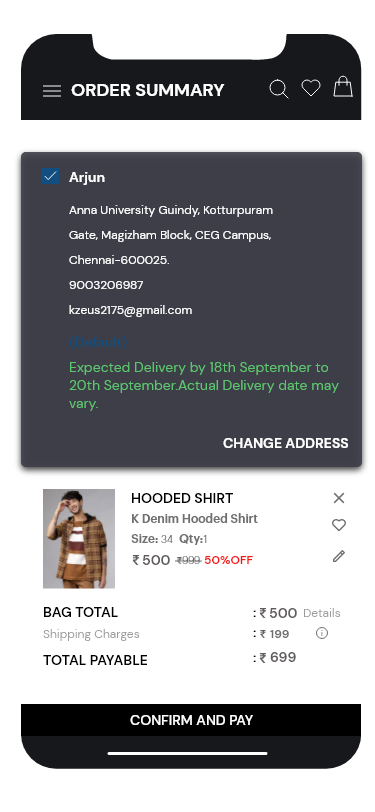 ORDER SUMMARY
Arjun
Anna University Guindy, Kotturpuram
Gate, Magizham Block, CEG Campus,
Chennai-600025.
9003206987
kzeus2175@gmail.com
Expected Delivery by 18th September to
20th September.Actual Delivery date may
vary.
CHANGE ADDRESS
HOODED SHIRT
K Denim Hooded Shirt
Size: 34 Qty:1
₹ 500 ₹999 50%OFF
BAG TOTAL : ₹ 500 Details
Shipping Charges : ₹ 199
TOTAL PAYABLE : ₹ 699
CONFIRM AND PAY